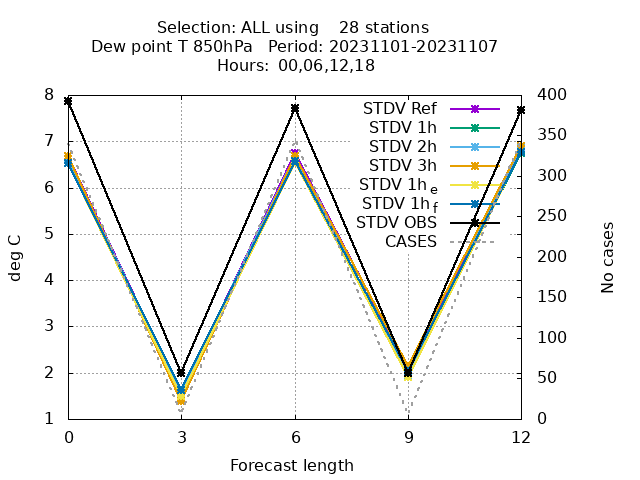 Selection: ALL using    28 stations
Dew point T 850hPa   Period: 20231101-20231107
Hours: 00,06,12,18
8
7
6
5
4
3
2
1
deg C
400
350
300
250
200
150
100
50
0
No cases
STDV Ref
STDV 1h
STDV 2h
STDV 3h
STDV 1h e
STDV 1h f
STDV OBS
CASES
0
3
6
9
12
Forecast length